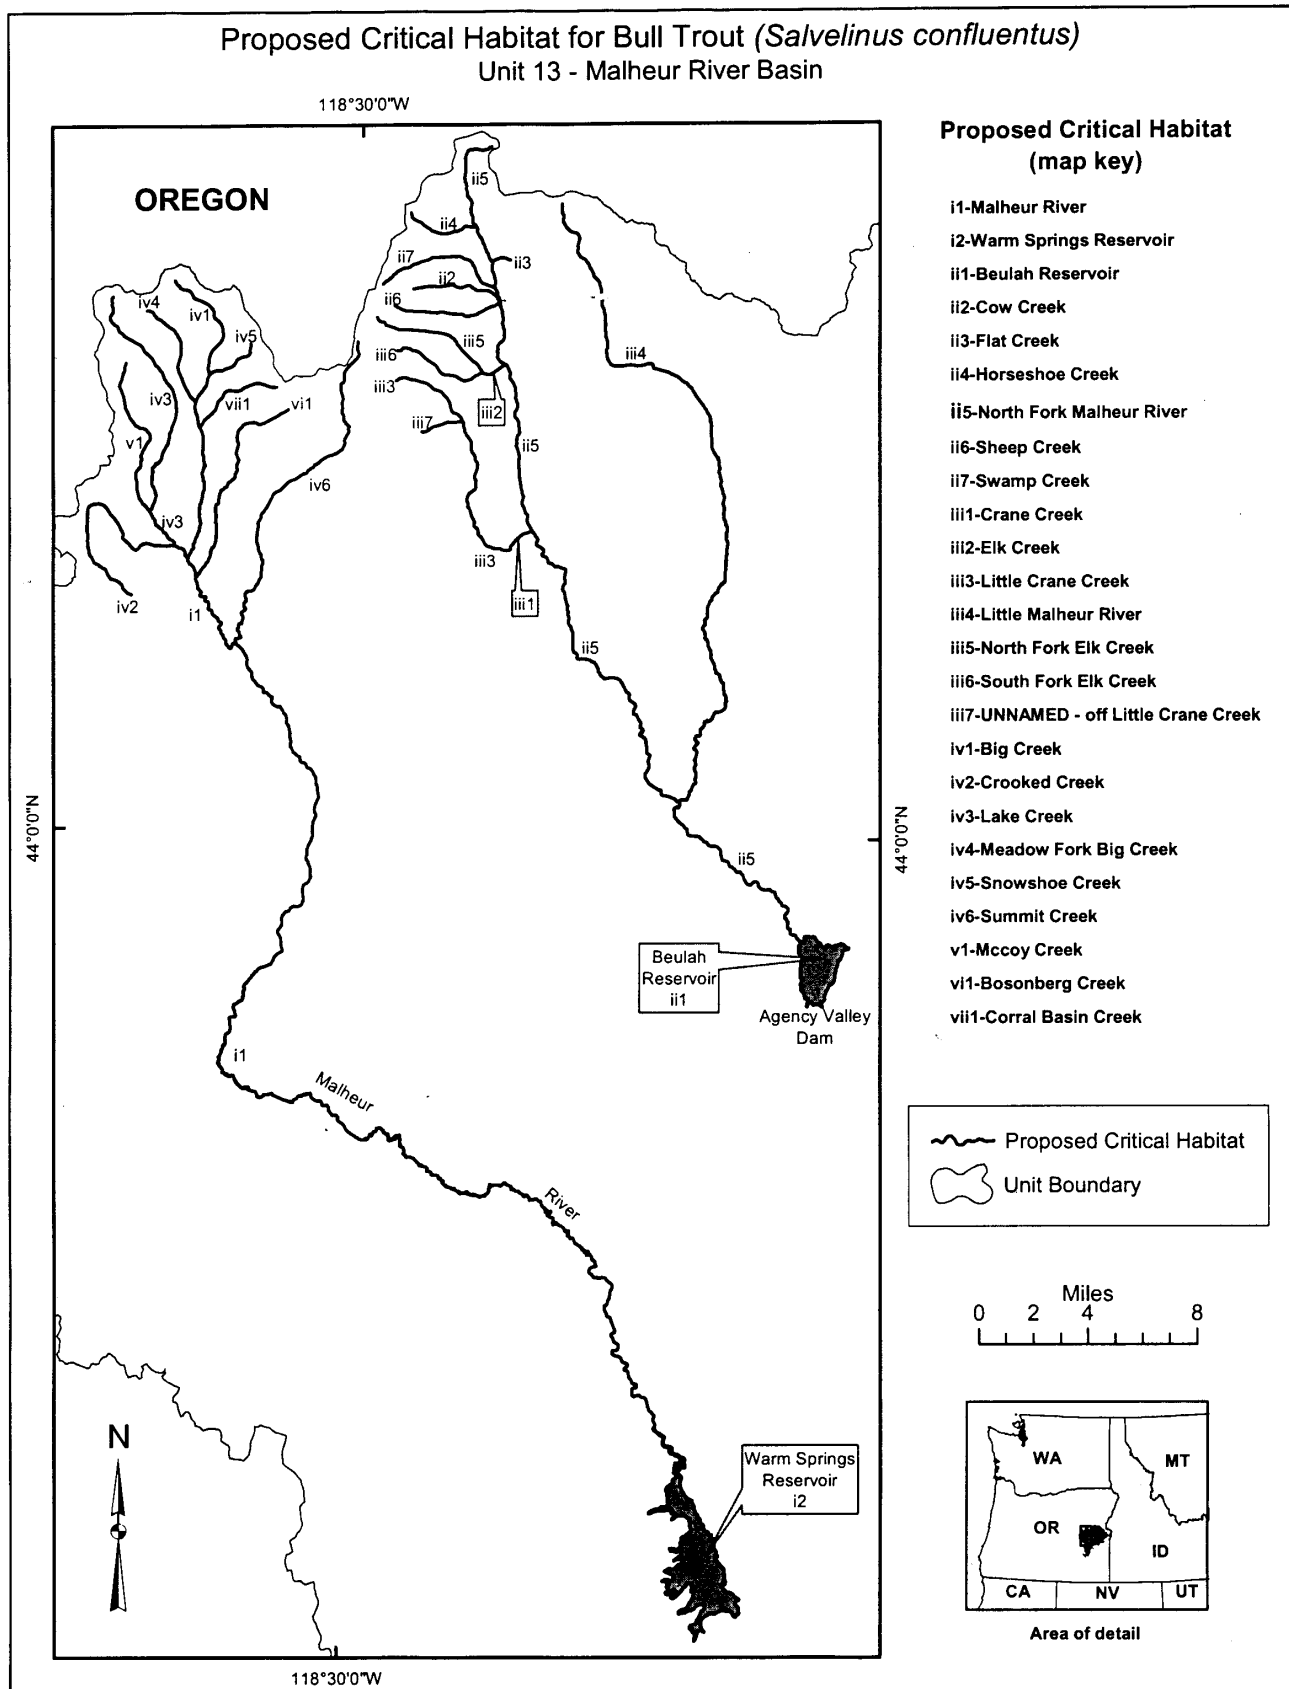 Proposed Critical Habitat for Bull Trout (Salvelinus confluentus)
Unit 13 - Malheur River Basin
118°30'0"W
OREGON
ii5
ii4
ii7
ii3
ii2
ii6
iv4
iv1
iv5
iii5
iii6
iii4
iii3
iv3
vii1
vi1
iii2
iii7
v1
ii5
iv6
iv3
iii3
iii1
iv2
i1
ii5
44°0'0"N
44°0'0"N
ii5
Beulah
Reservoir
ii1
Agency Valley
Dam
i1
Malheur
River
Warm Springs
Reservoir
i2
N
118°30'0"W
Proposed Critical Habitat
(map key)
i1-Malheur River
i2-Warm Springs Reservoir
ii1-Beulah Reservoir
ii2-Cow Creek
ii3-Flat Creek
ii4-Horseshoe Creek
ii5-North Fork Malheur River
ii6-Sheep Creek
ii7-Swamp Creek
iii1-Crane Creek
iii2-Elk Creek
iii3-Little Crane Creek
iii4-Little Malheur River
iii5-North Fork Elk Creek
iii6-South Fork Elk Creek
iii7-UNNAMED - off Little Crane Creek
iv1-Big Creek
iv2-Crooked Creek
iv3-Lake Creek
iv4-Meadow Fork Big Creek
iv5-Snowshoe Creek
iv6-Summit Creek
v1-Mccoy Creek
vi1-Bosonberg Creek
vii1-Corral Basin Creek
Proposed Critical Habitat
Unit Boundary
Miles
0 2 4 8
WA
MT
OR
ID
CA
NV
UT
Area of detail